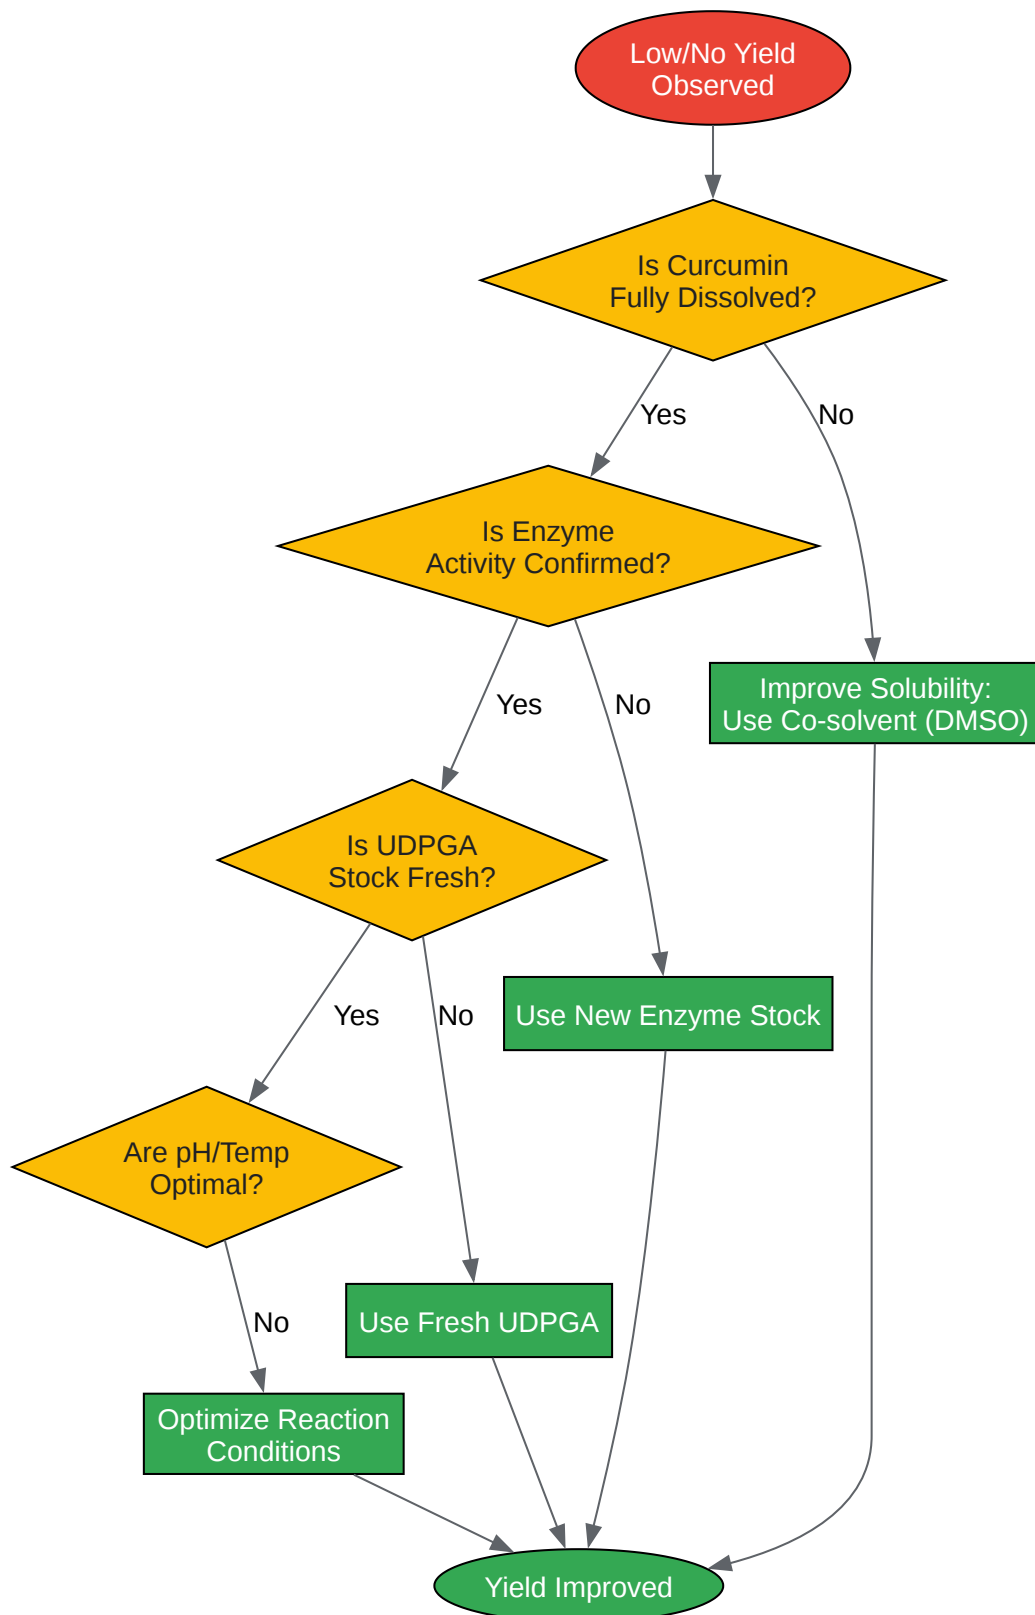 Low/No Yield
Observed
Is Curcumin
Fully Dissolved?
Yes
No
Is Enzyme
Activity Confirmed?
Improve Solubility:
Use Co-solvent (DMSO)
Yes
No
Is UDPGA
Stock Fresh?
Use New Enzyme Stock
Yes
No
Are pH/Temp
Optimal?
Use Fresh UDPGA
No
Optimize Reaction
Conditions
Yield Improved